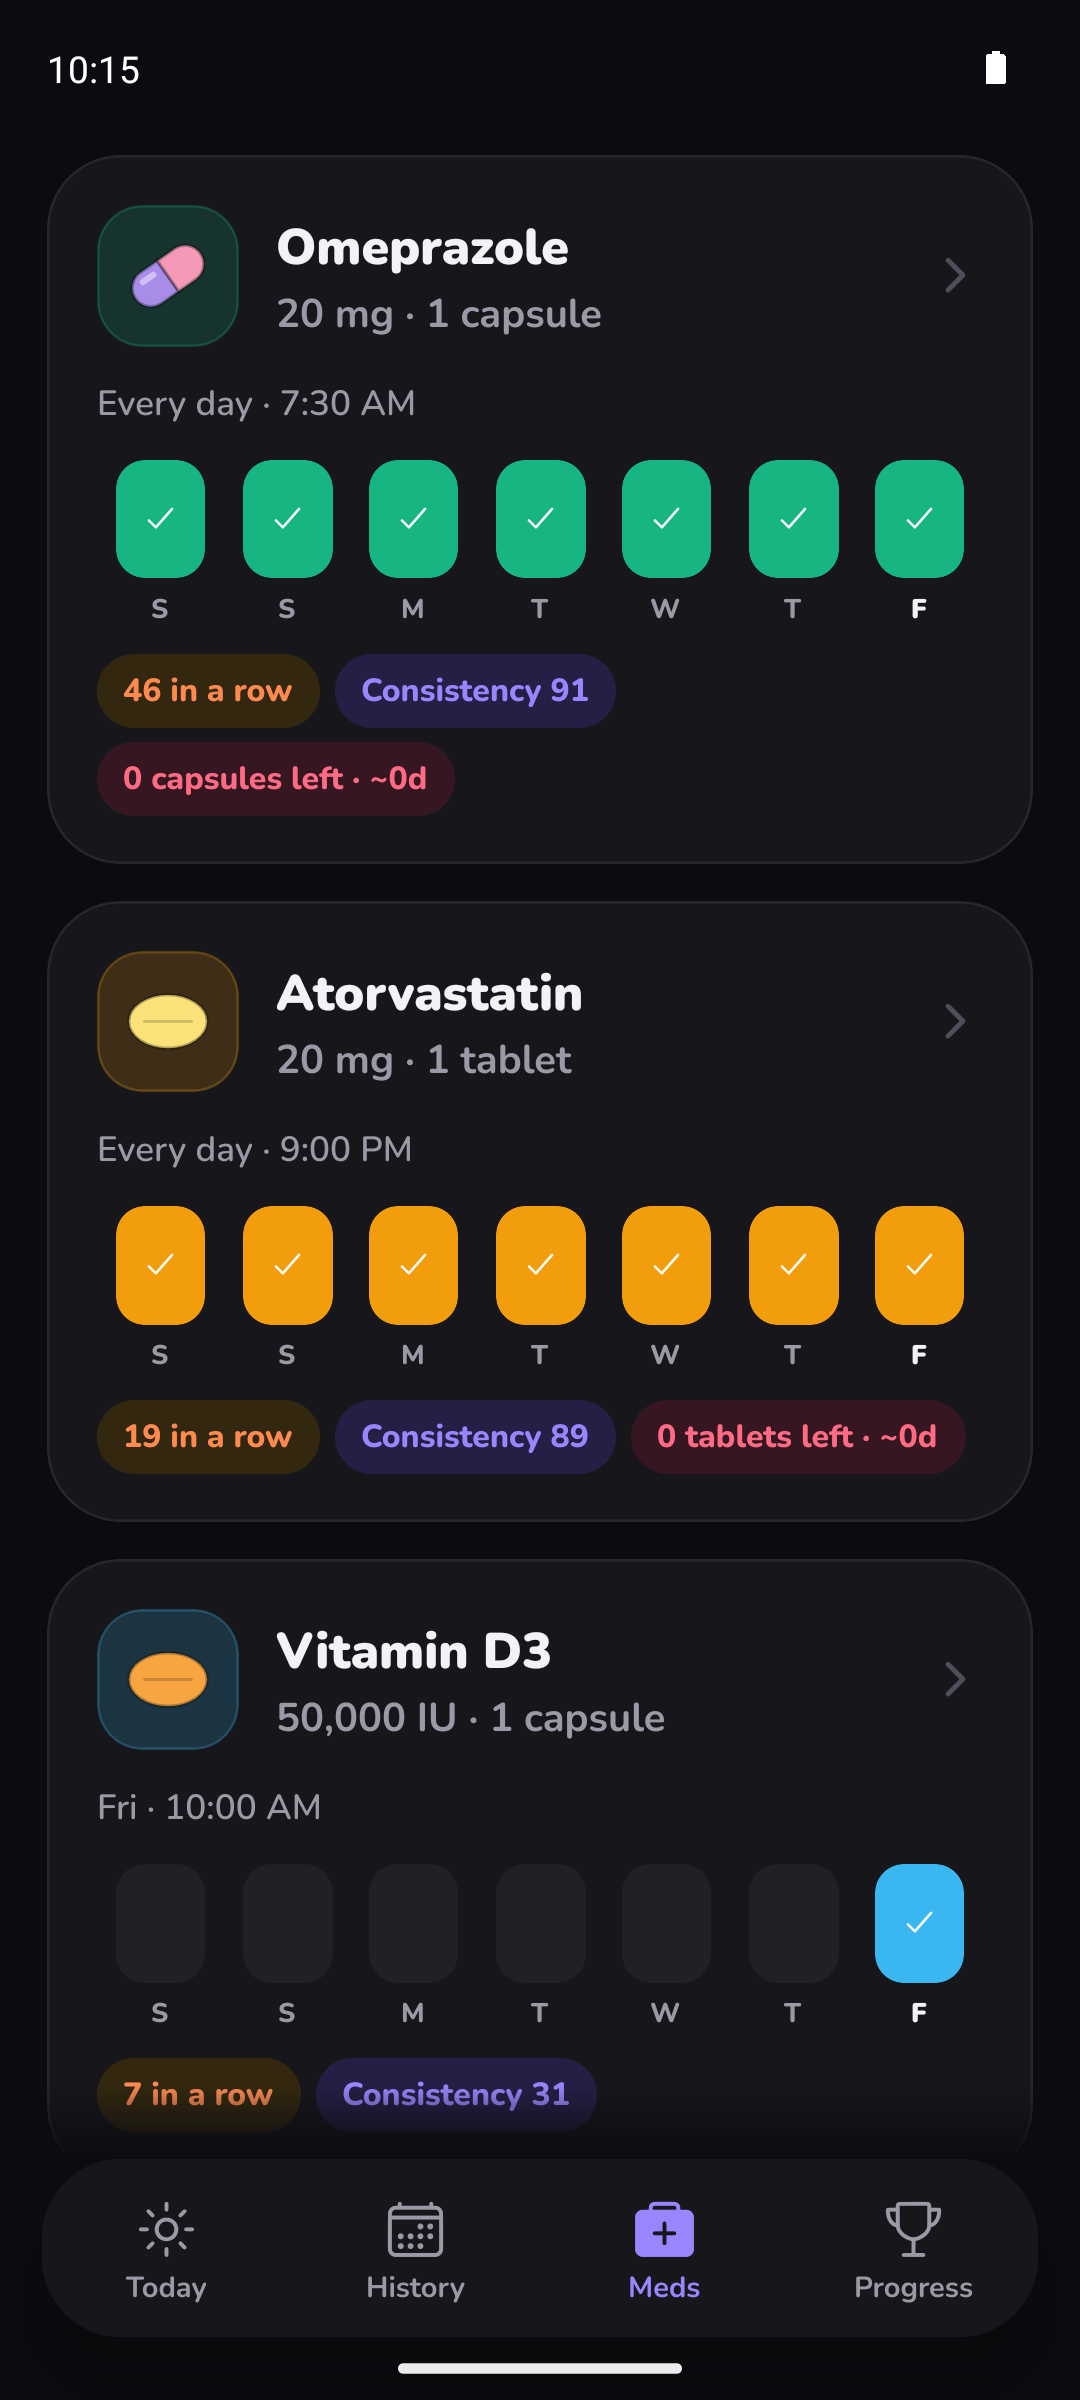 10:15
Omeprazole
20 mg · 1 capsule
Every day · 7:30 AM
S S M T W T F
46 in a row Consistency 91
0 capsules left · ~0d
Atorvastatin
20 mg · 1 tablet
Every day · 9:00 PM
S S M T W T F
19 in a row Consistency 89 0 tablets left · ~0d
Vitamin D3
50,000 IU · 1 capsule
Fri · 10:00 AM
S S M T W T F
7 in a row Consistency 31
Today History Meds Progress